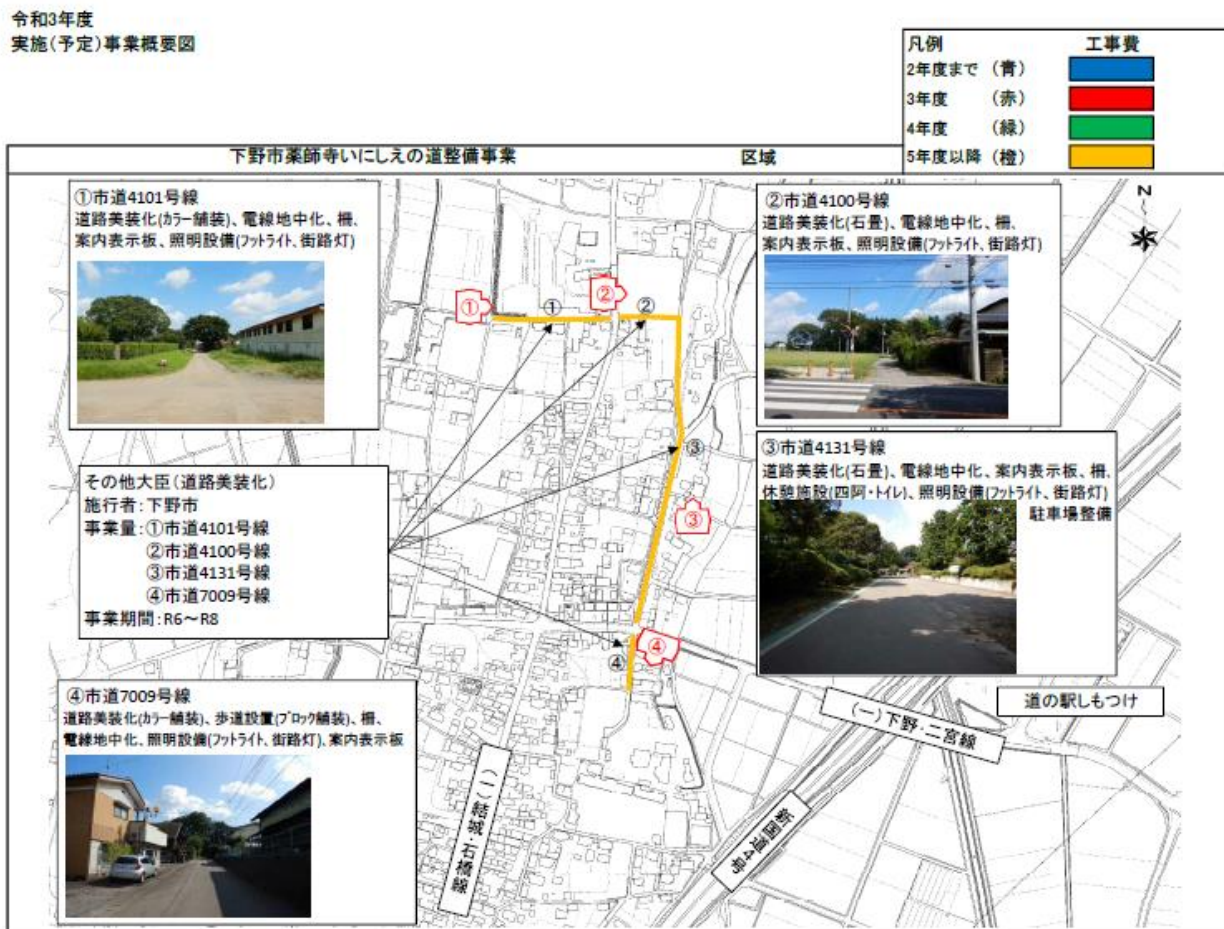 令和3年度
実施(予定)事業概要図
凡例 工事費
2年度まで (青)
3年度 (赤)
4年度 (緑)
5年度以降 (橙)
下野市薬師寺いにしえの道整備事業 区域
①市道4101号線
道路美装化(カラー舗装)、電線地中化、柵、
案内表示板、照明設備(フットライト、街路灯)
②市道4100号線
道路美装化(石畳)、電線地中化、柵、
案内表示板、照明設備(フットライト、街路灯)
N
①
①
②
②
③
③
④
④
③市道4131号線
道路美装化(石畳)、電線地中化、案内表示板、柵、
休憩施設(四阿・トイレ)、照明設備(フットライト、街路灯)
駐車場整備
その他大臣(道路美装化)
施行者:下野市
事業量:①市道4101号線
②市道4100号線
③市道4131号線
④市道7009号線
事業期間:R6~R8
④市道7009号線
道路美装化(カラー舗装)、歩道設置(ブロック舗装)、柵、
電線地中化、照明設備(フットライト、街路灯)、案内表示板
道の駅しもつけ
(一)下野・二宮線
(一)結城・石橋線
新国道4号